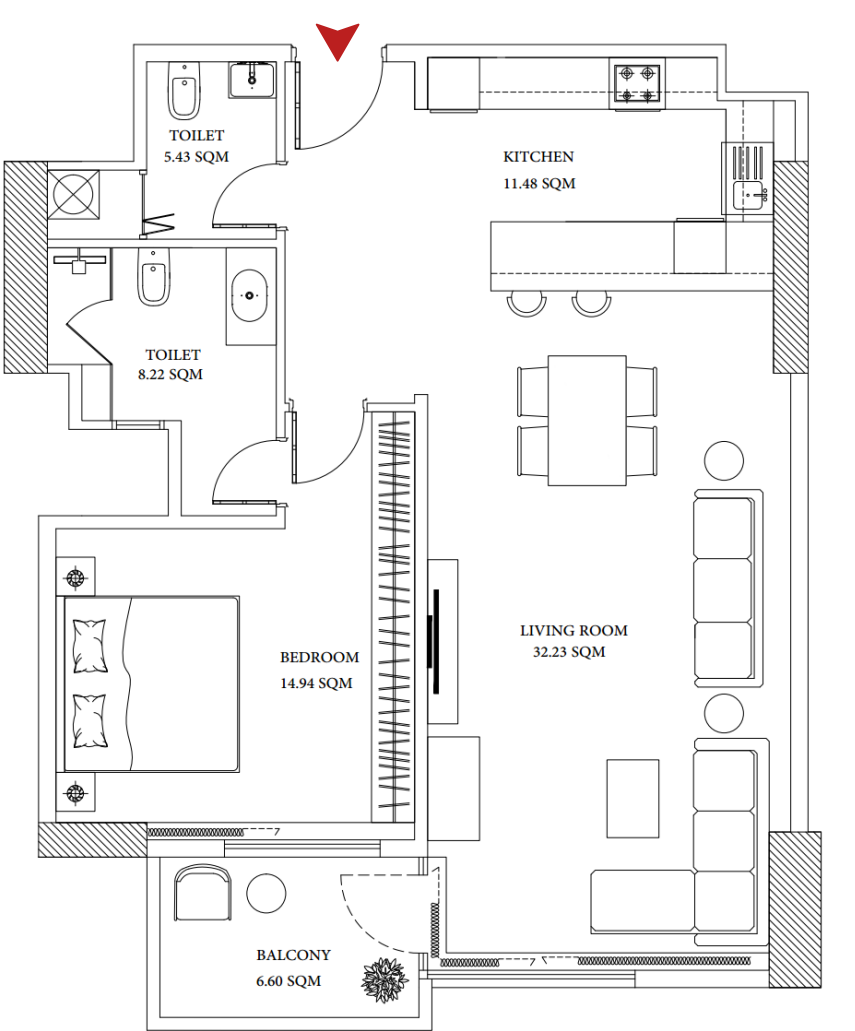 TOILET
5.43 SQM
KITCHEN
11.48 SQM
TOILET
8.22 SQM
LIVING ROOM
32.23 SQM
BEDROOM
14.94 SQM
BALCONY
6.60 SQM